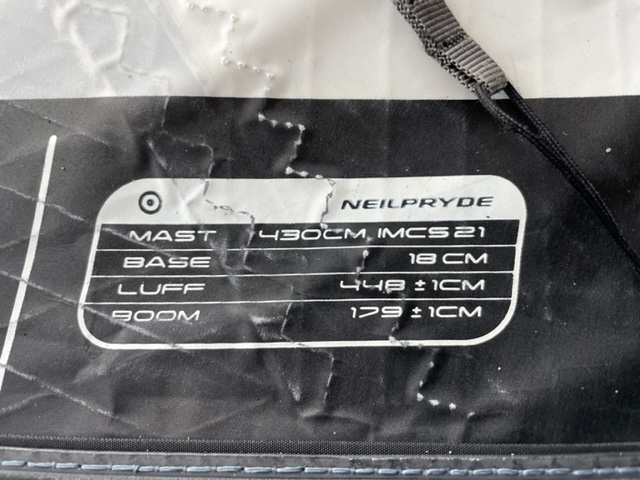 NEILPRYDE
MAST 430CM, IMCS 21
BASE 18 CM
LUFF 448 ±1CM
BOOM 179 ±1CM